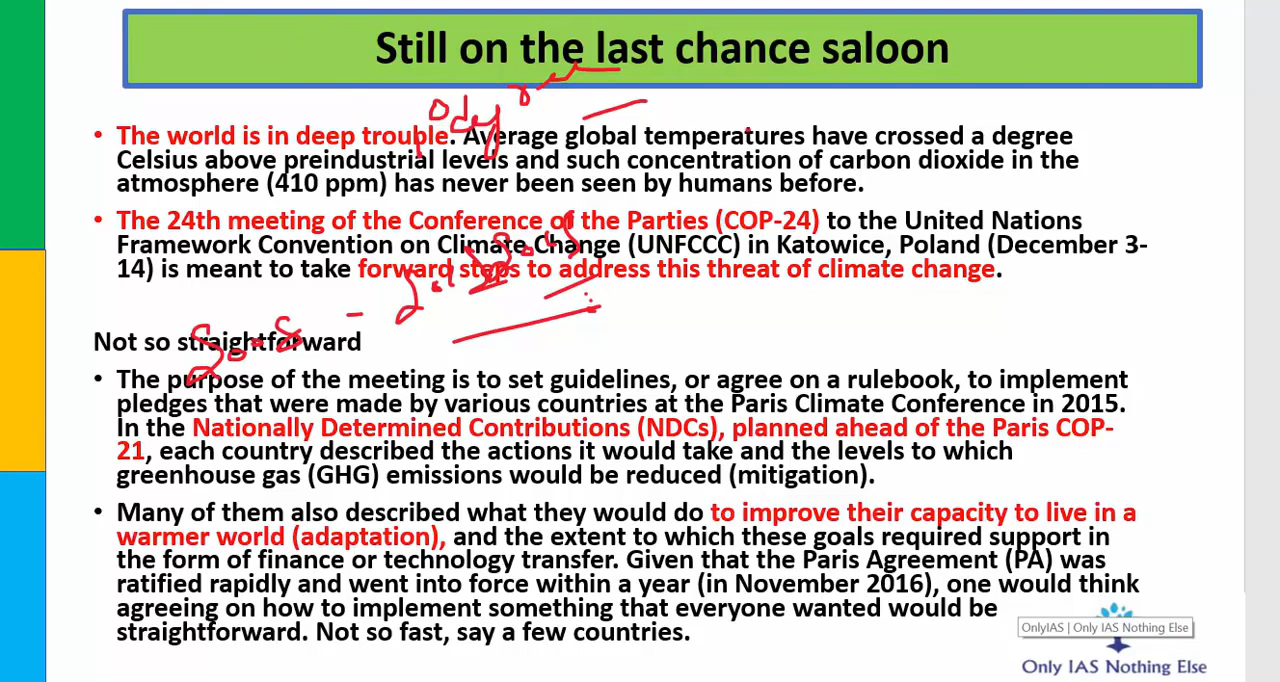 Still on the last chance saloon
• The world is in deep trouble. Average global temperatures have crossed a degree
Celsius above preindustrial levels and such concentration of carbon dioxide in the
atmosphere (410 ppm) has never been seen by humans before.
• The 24th meeting of the Conference of the Parties (COP-24) to the United Nations
Framework Convention on Climate Change (UNFCCC) in Katowice, Poland (December 3-
14) is meant to take forward steps to address this threat of climate change.
Not so straightforward
• The purpose of the meeting is to set guidelines, or agree on a rulebook, to implement
pledges that were made by various countries at the Paris Climate Conference in 2015.
In the Nationally Determined Contributions (NDCs), planned ahead of the Paris COP-
21, each country described the actions it would take and the levels to which
greenhouse gas (GHG) emissions would be reduced (mitigation).
• Many of them also described what they would do to improve their capacity to live in a
warmer world (adaptation), and the extent to which these goals required support in
the form of finance or technology transfer. Given that the Paris Agreement (PA) was
ratified rapidly and went into force within a year (in November 2016), one would think
agreeing on how to implement something that everyone wanted would be
straightforward. Not so fast, say a few countries.
OnlyIAS | Only IAS Nothing Else
Only IAS Nothing Else